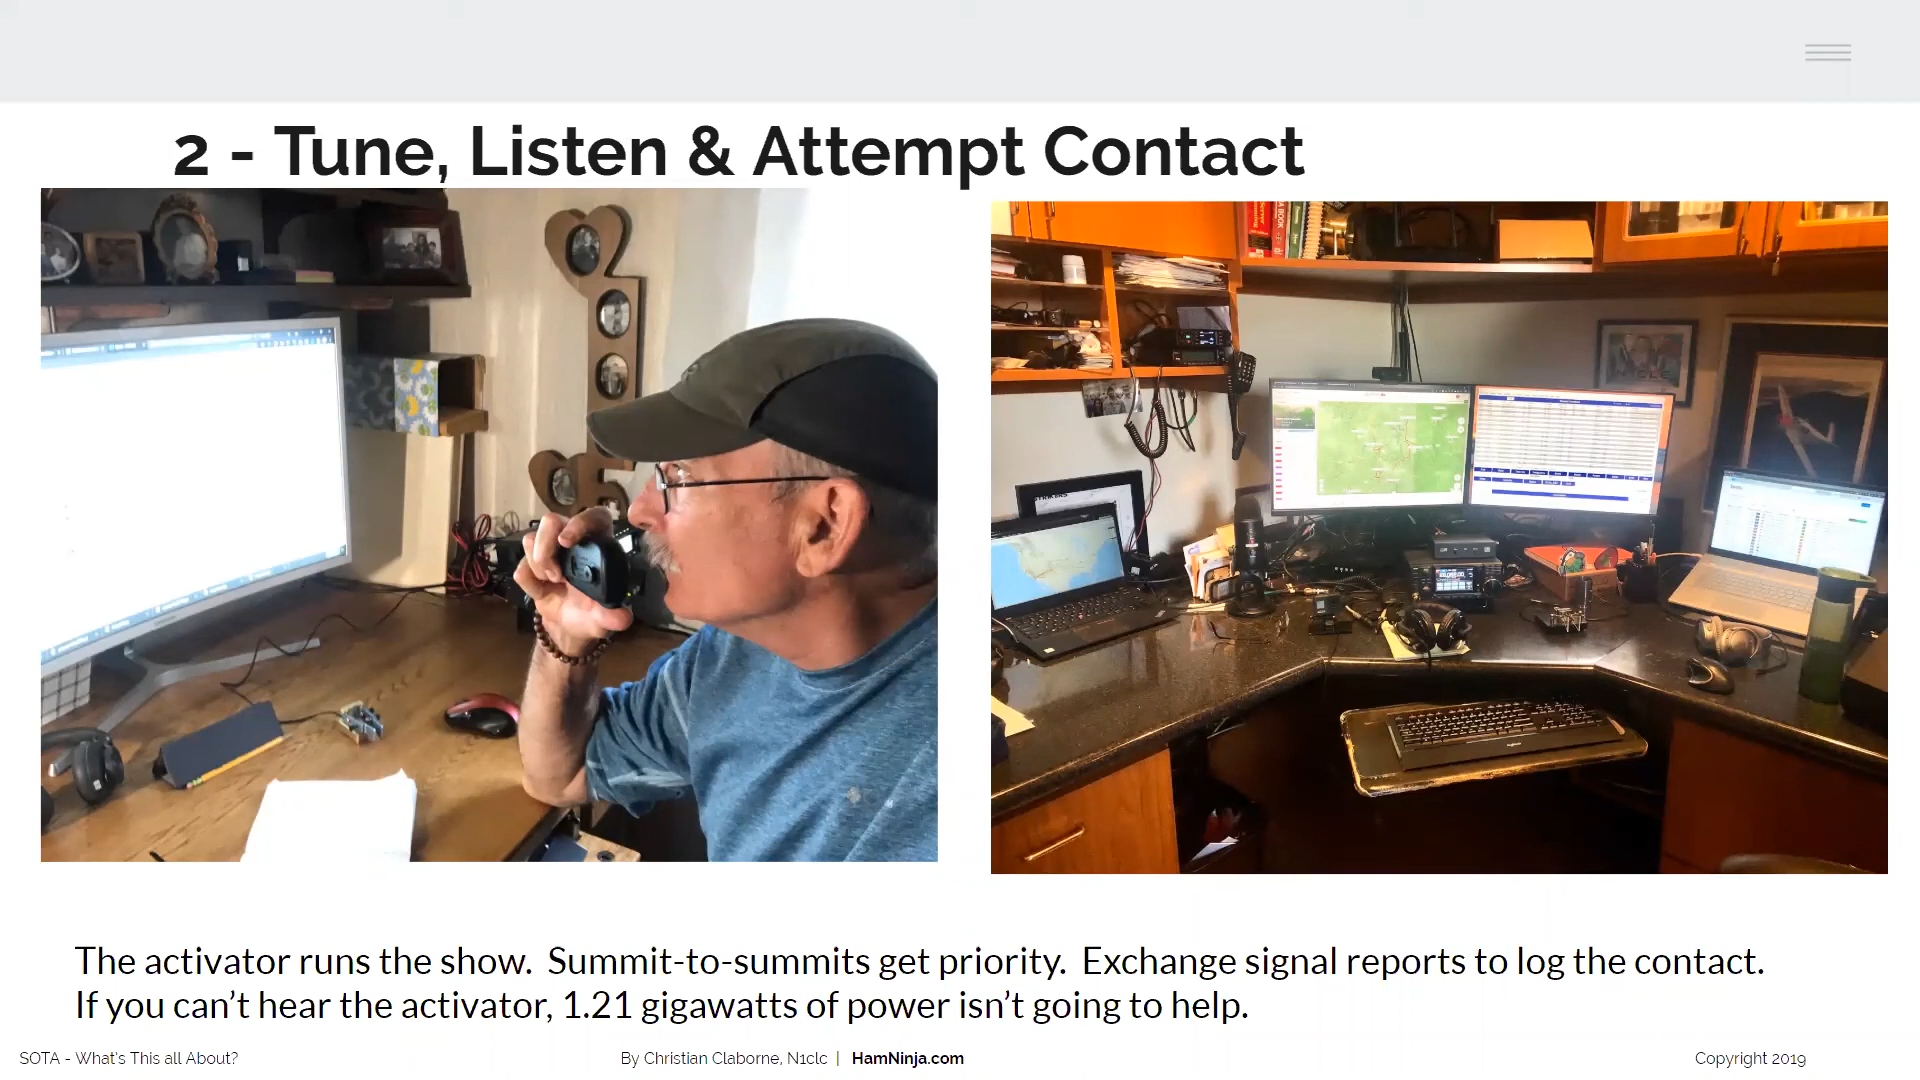 2 - Tune, Listen & Attempt Contact
The activator runs the show.  Summit-to-summits get priority.  Exchange signal reports to log the contact.
If you can’t hear the activator, 1.21 gigawatts of power isn’t going to help.
SOTA - What's This all About?
By Christian Claborne, N1clc | HamNinja.com
Copyright 2019